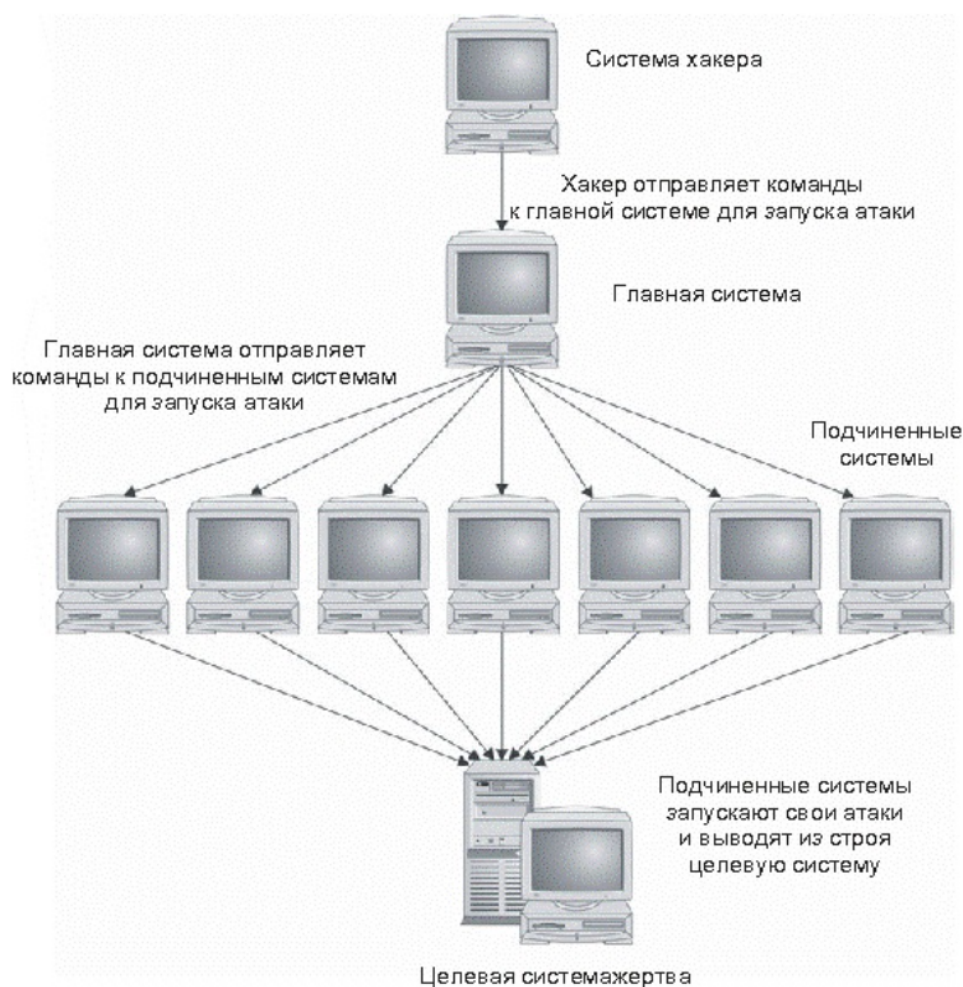 Система хакера
Хакер отправляет команды
к главной системе для запуска атаки
Главная система
Главная система отправляет
команды к подчиненным системам
для запуска атаки
Подчиненные
системы
Подчиненные системы
запускают свои атаки
и выводят из строя
целевую систему
Целевая системажертва